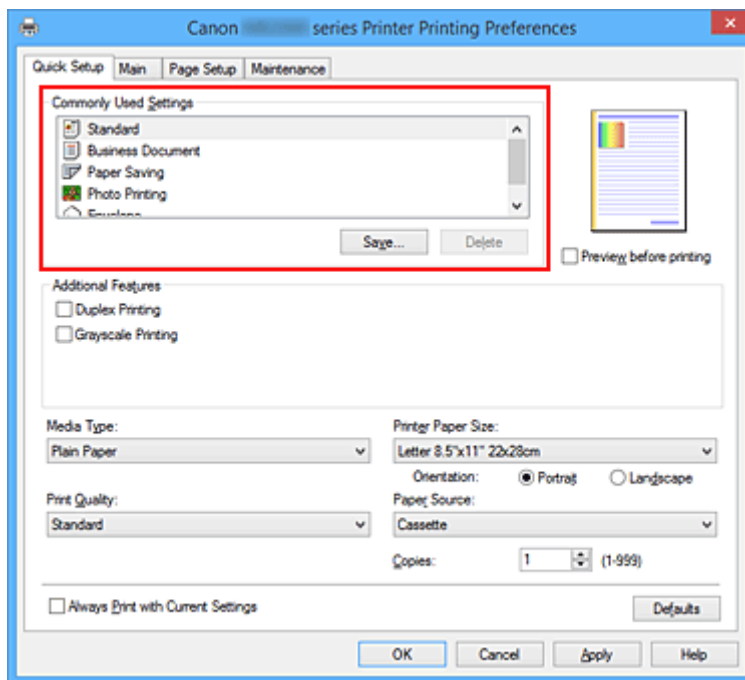 Canon series Printer Printing Preferences
Quick Setup Main Page Setup Maintenance
Commonly Used Settings
Standard
Business Document
Paper Saving
Photo Printing
Envelope
Save... Delete
Preview before printing
Additional Features
Duplex Printing
Grayscale Printing
Media Type: Printer Paper Size:
Plain Paper Letter 8.5"x11" 22x28cm
Orientation: Portrait Landscape
Print Quality: Paper Source:
Standard Cassette
Copies: 1 (1-999)
Always Print with Current Settings Defaults
OK Cancel Apply Help